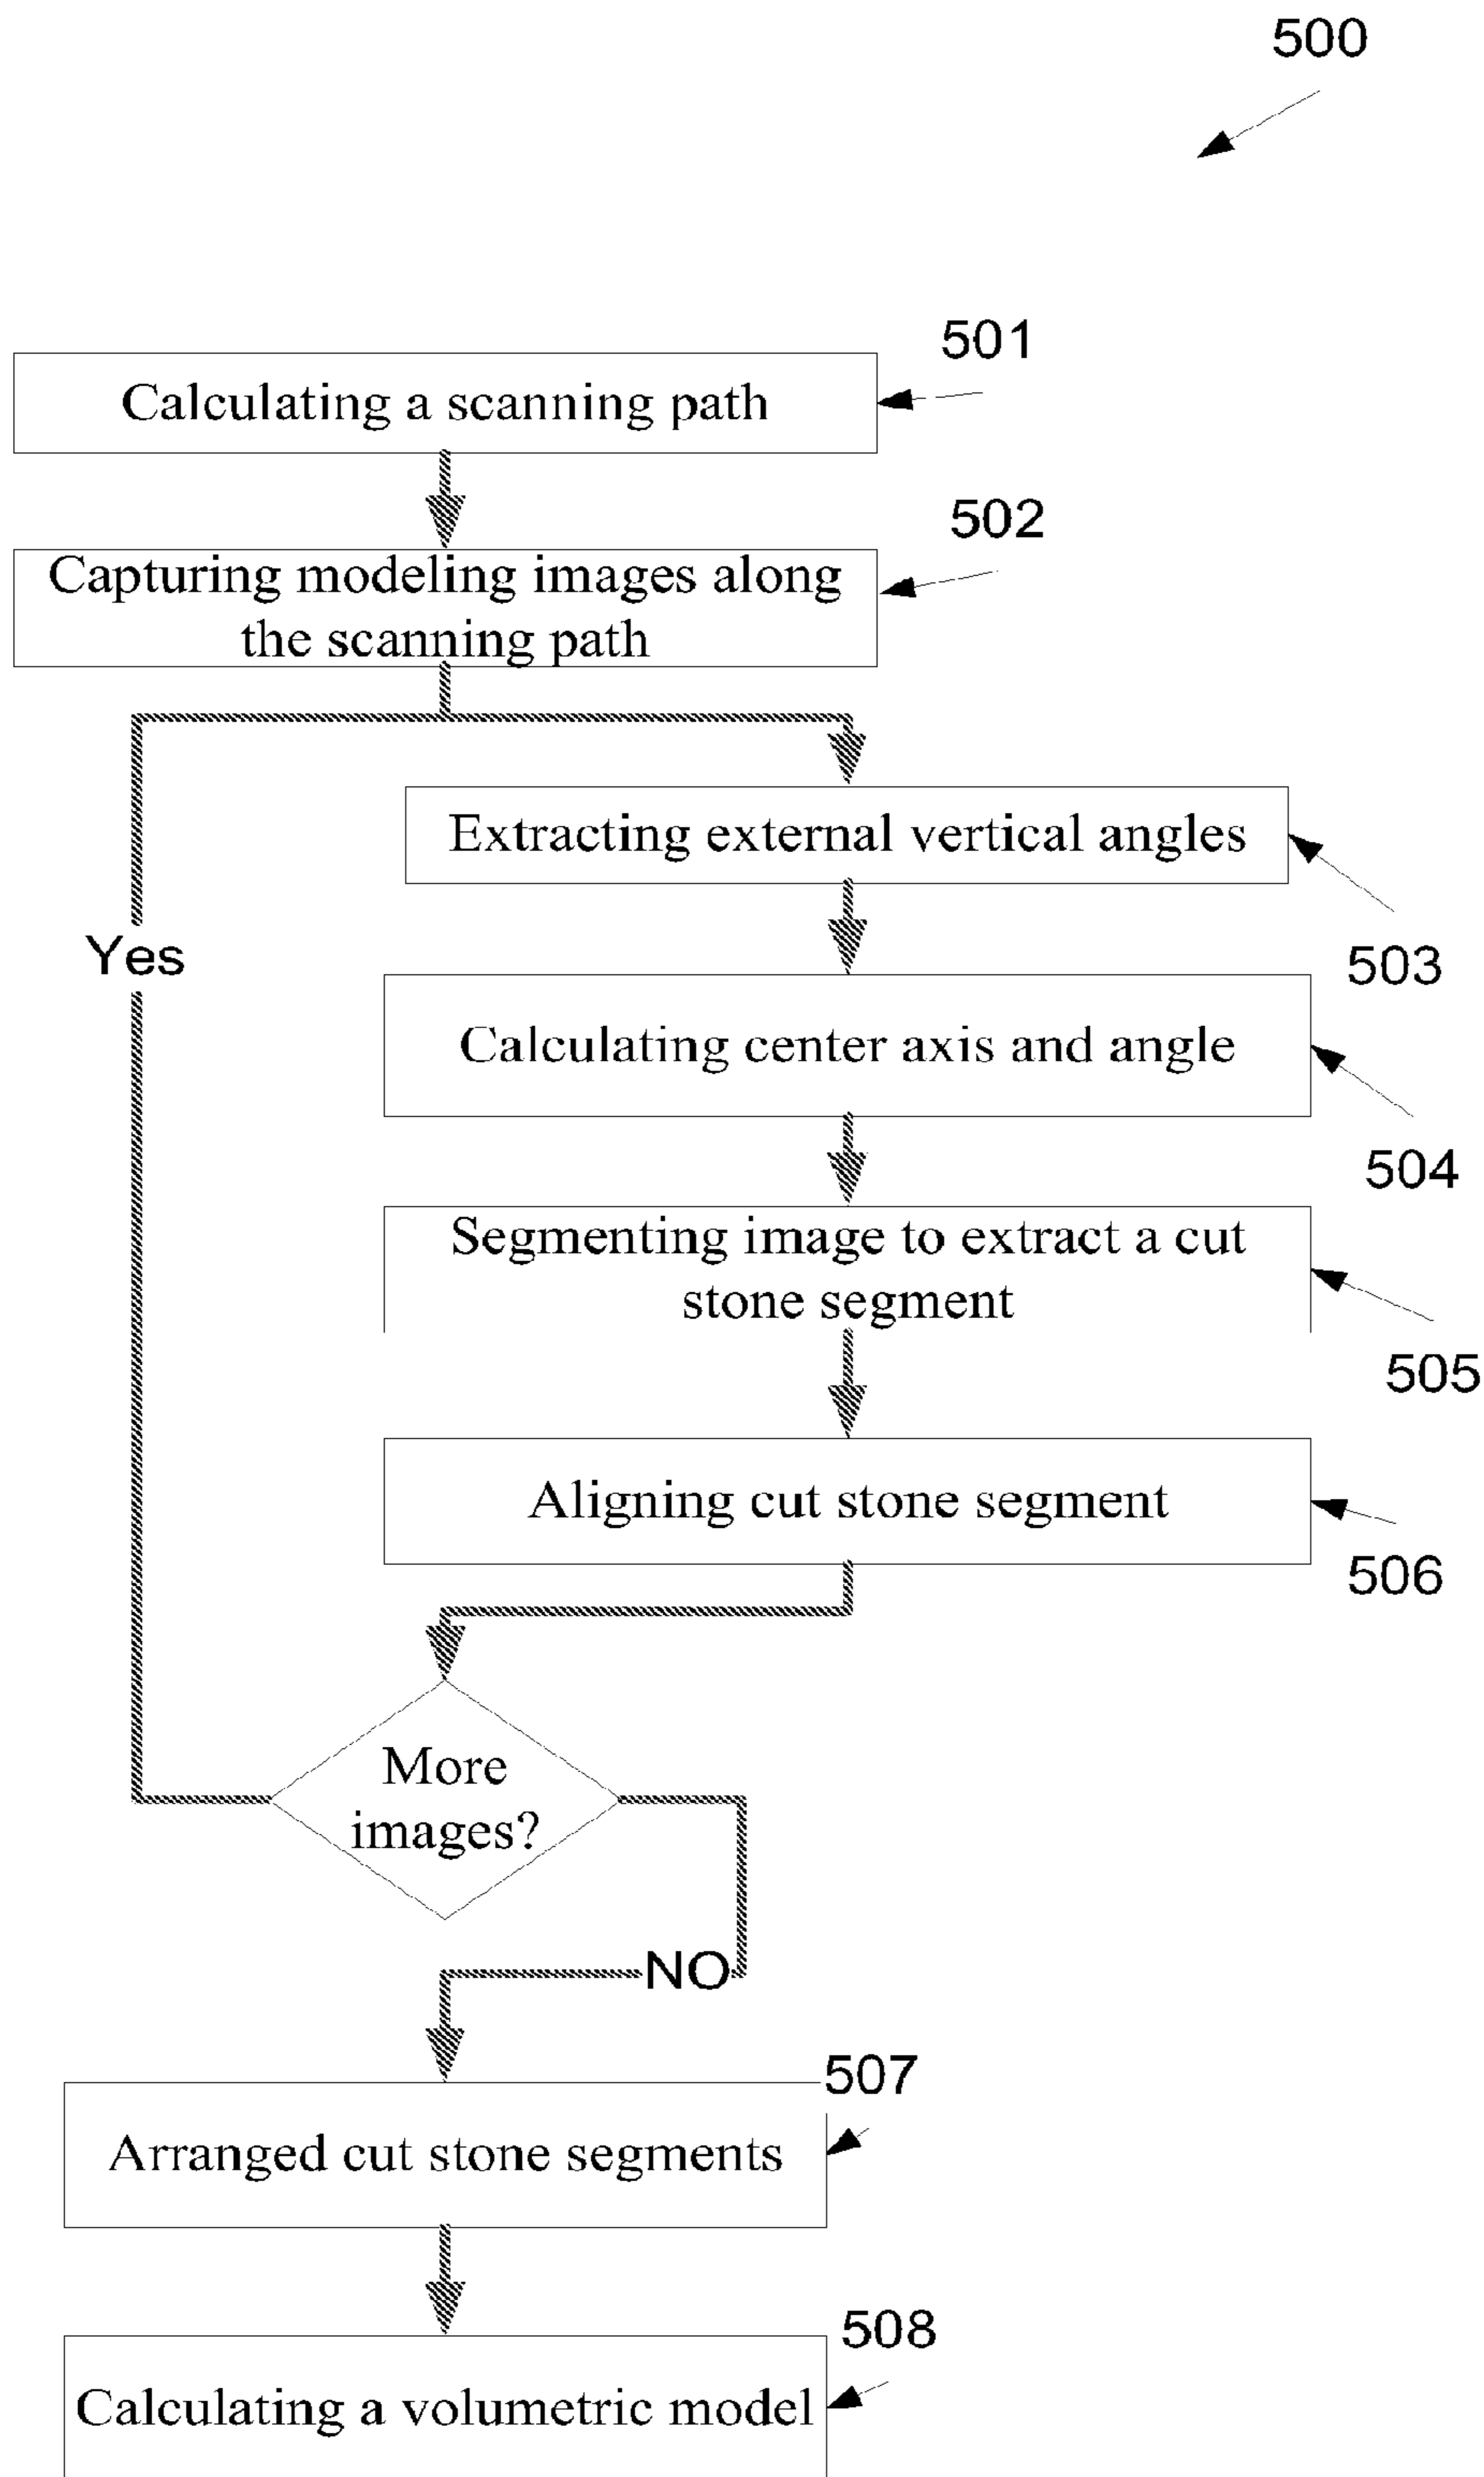 500
501
Calculating a scanning path
502
Capturing modeling images along
the scanning path
Extracting external vertical angles
503
Yes
Calculating center axis and angle
504
Segmenting image to extract a cut
stone segment
505
Aligning cut stone segment
506
More
images?
NO
507
Arranged cut stone segments
508
Calculating a volumetric model